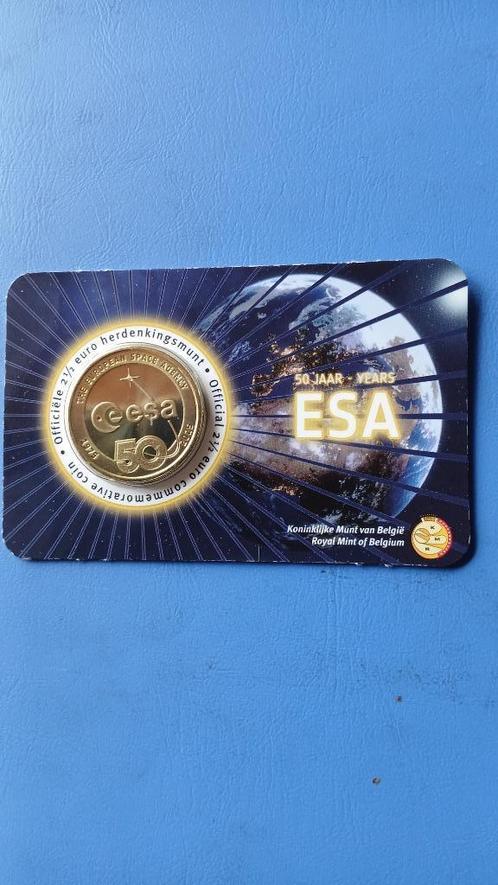 • Officiële 2½ euro herdenkingsmunt •
Official 2½ euro commemorative coin
THE EUROPEAN SPACE AGENCY
esa
50
1975
2025
50 JAAR - YEARS
ESA
Koninklijke Munt van België
Royal Mint of Belgium
K
M
R